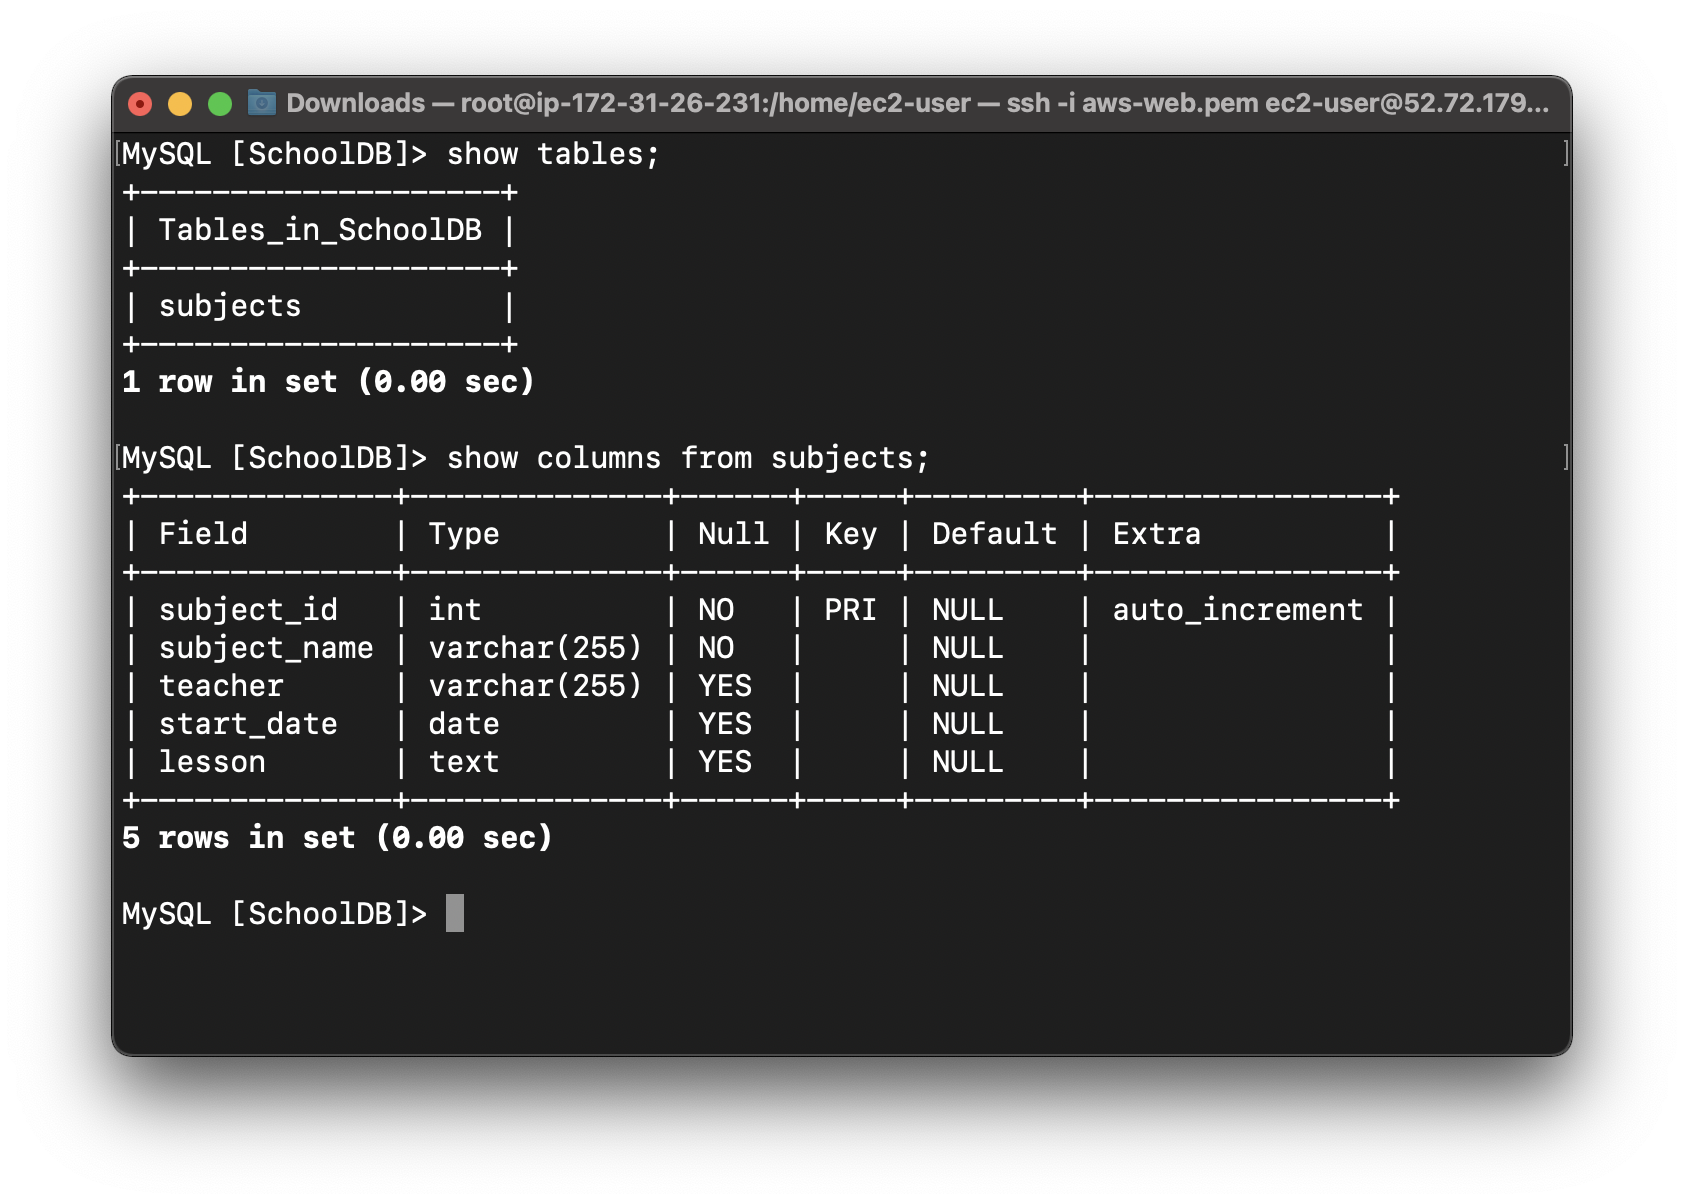 Downloads — root@ip-172-31-26-231:/home/ec2-user — ssh -i aws-web.pem ec2-user@52.72.179...
[MySQL [SchoolDB]> show tables; ]
+--------------------+
| Tables_in_SchoolDB |
+--------------------+
| subjects           |
+--------------------+
1 row in set (0.00 sec)
[MySQL [SchoolDB]> show columns from subjects; ]
+--------------+--------------+------+-----+---------+----------------+
| Field        | Type         | Null | Key | Default | Extra          |
+--------------+--------------+------+-----+---------+----------------+
| subject_id   | int          | NO   | PRI | NULL    | auto_increment |
| subject_name | varchar(255) | NO   |     | NULL    |                |
| teacher      | varchar(255) | YES  |     | NULL    |                |
| start_date   | date         | YES  |     | NULL    |                |
| lesson       | text         | YES  |     | NULL    |                |
+--------------+--------------+------+-----+---------+----------------+
5 rows in set (0.00 sec)
MySQL [SchoolDB]>